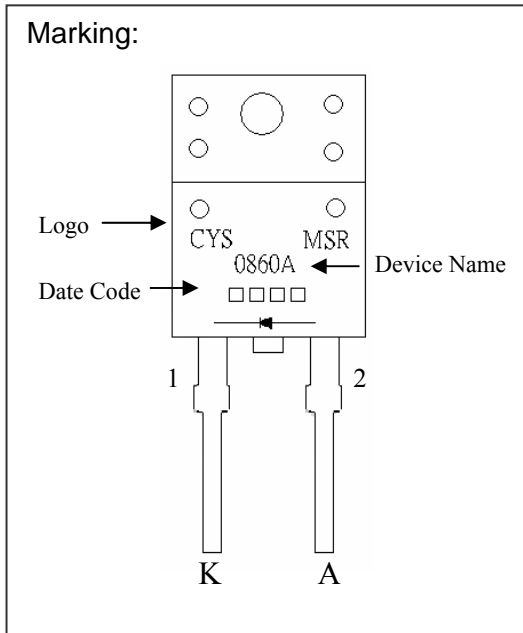 Marking:
Logo
CYS MSR
0860A
Device Name
Date Code
1 2
K A